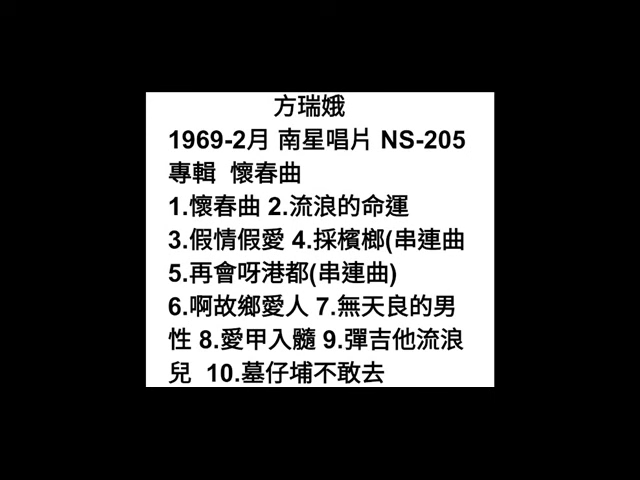 方瑞娥
1969-2月 南星唱片 NS-205
專輯 懷春曲
1.懷春曲 2.流浪的命運
3.假情假愛 4.採檳榔(串連曲
5.再會呀港都(串連曲)
6.啊故鄉愛人 7.無天良的男
性 8.愛甲入髓 9.彈吉他流浪
兒 10.墓仔埔不敢去